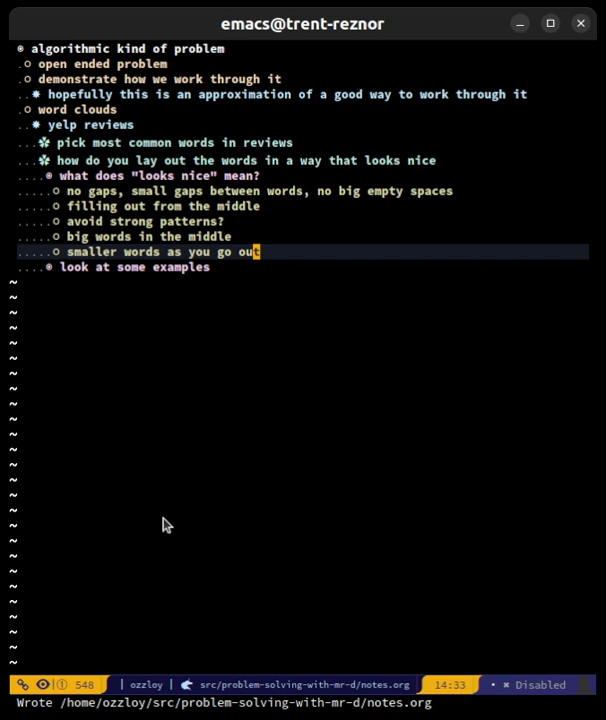 emacs@trent-reznor
algorithmic kind of problem
open ended problem
demonstrate how we work through it
hopefully this is an approximation of a good way to work through it
word clouds
yelp reviews
pick most common words in reviews
how do you lay out the words in a way that looks nice
what does "looks nice" mean?
no gaps, small gaps between words, no big empty spaces
filling out from the middle
avoid strong patterns?
big words in the middle
smaller words as you go out
look at some examples
① 548 | ozzloy | src/problem-solving-with-mr-d/notes.org 14:33 • ✖ Disabled
Wrote /home/ozzloy/src/problem-solving-with-mr-d/notes.org